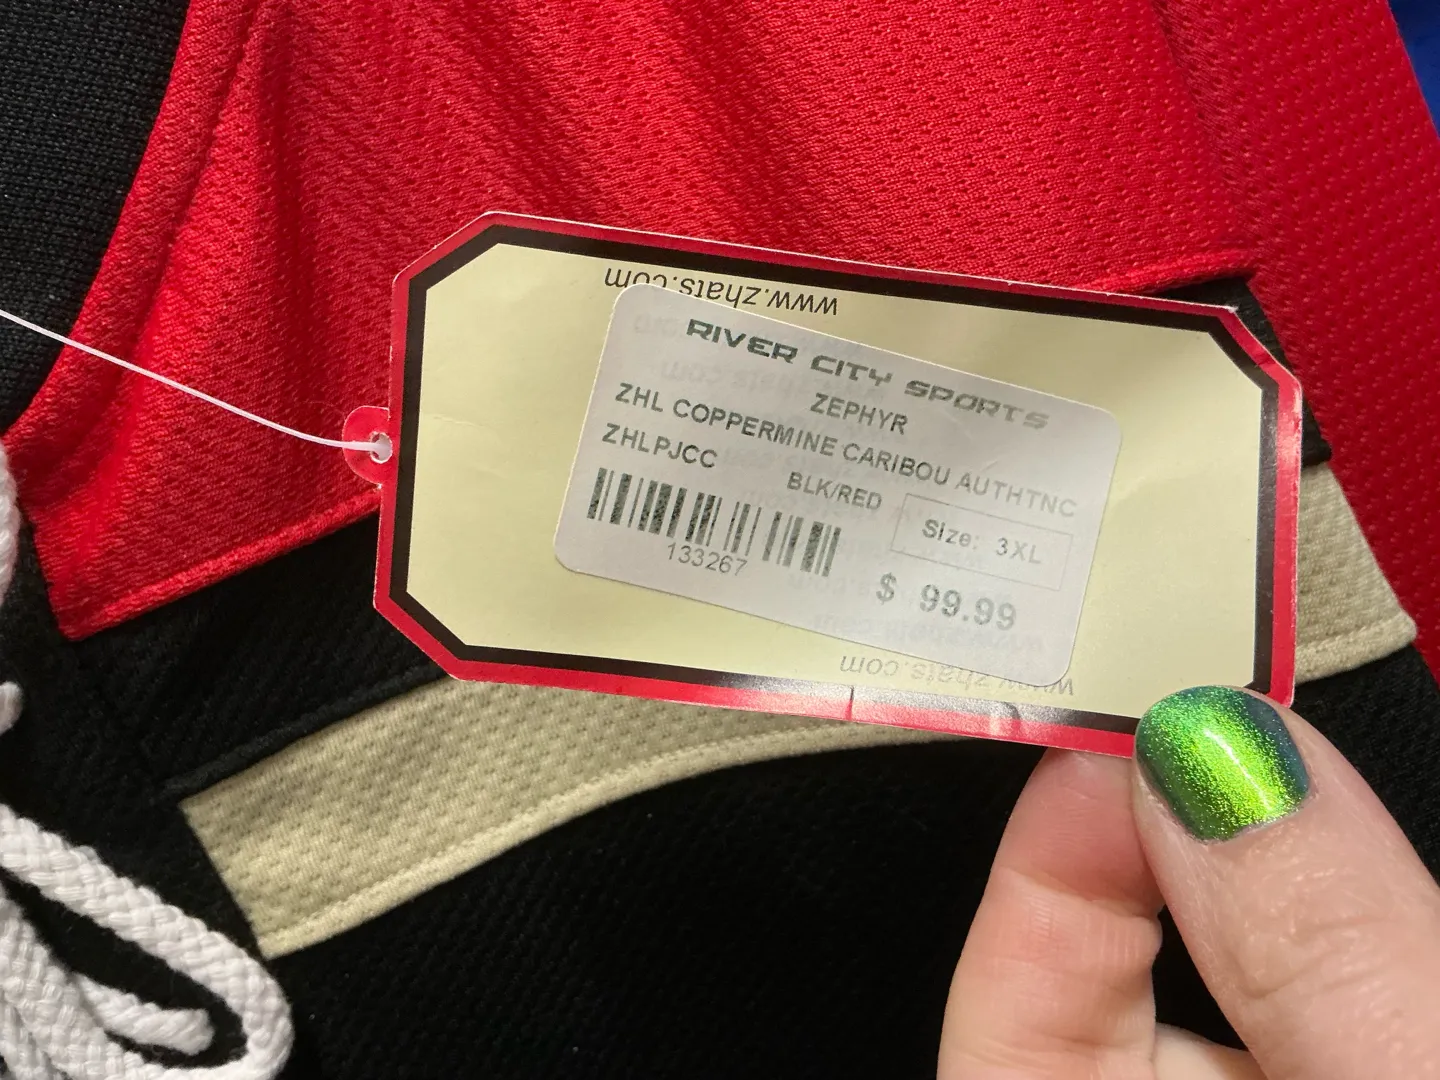 www.zhats.com
RIVER CITY SPORTS
ZEPHYR
ZHL COPPERMINE CARIBOU AUTHTNC
ZHLPJCC
BLK/RED
Size: 3XL
133267
$ 99.99
www.zhats.com